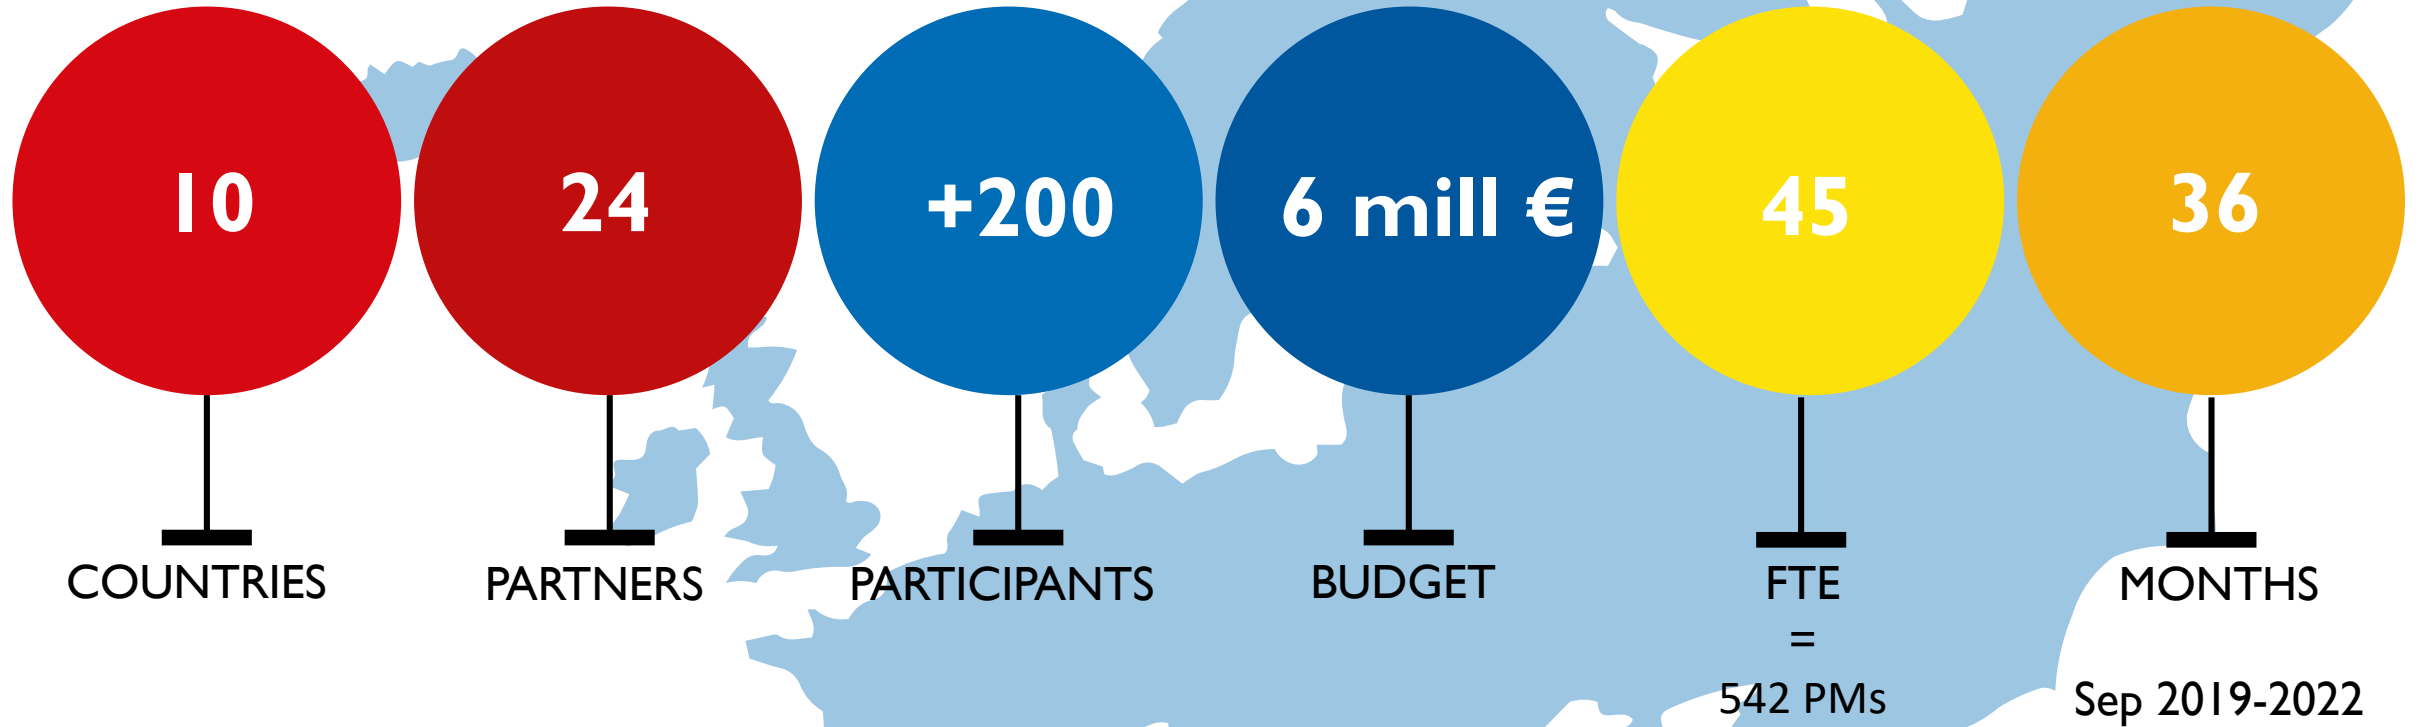 10
COUNTRIES
24
PARTNERS
+200
PARTICIPANTS
6 mill €
BUDGET
45
FTE
=
542 PMs
36
MONTHS
Sep 2019-2022